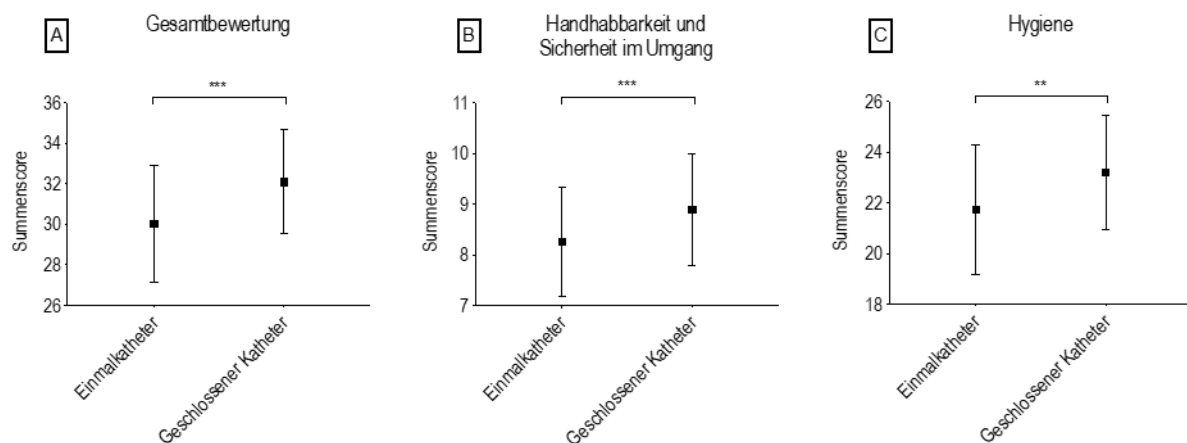 A
Gesamtbewertung
***
36
34
32
30
28
26
Summenscore
Einmalkatheter
Geschlossener Katheter
B
Handhabbarkeit und
Sicherheit im Umgang
***
11
10
9
8
7
Summenscore
Einmalkatheter
Geschlossener Katheter
C
Hygiene
**
26
24
22
20
18
Summenscore
Einmalkatheter
Geschlossener Katheter